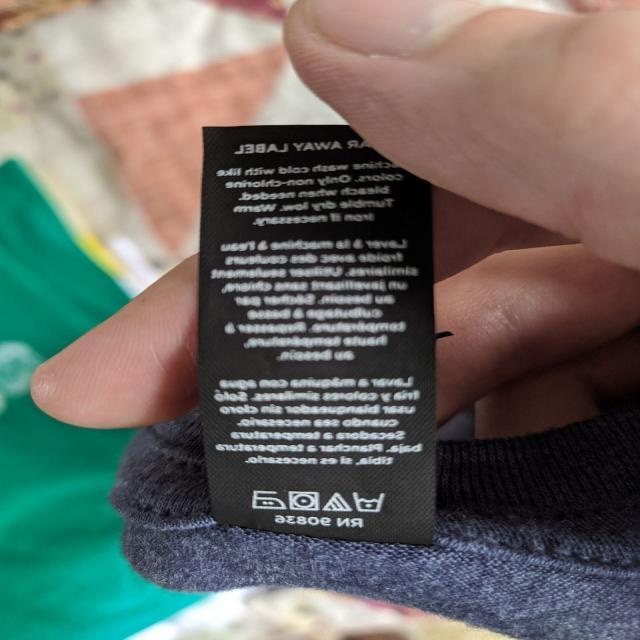 AR AWAY LABEL
chine wash cold with like
colors. Only non-chlorine
bleach when needed.
Tumble dry low. Warm
iron if necessary.
Laver à la machine à l'eau
froide avec des couleurs
similaires. Utiliser seulement
un javellisant sans chlore,
au besoin. Sécher par
culbutage à basse
température. Repasser à
haute température,
au besoin.
Lavar a máquina con agua
fría y colores similares. Solo
usar blanqueador sin cloro
cuando sea necesario.
Secadora a temperatura
baja. Planchar a temperatura
tibia, si es necesario.
RN 90836